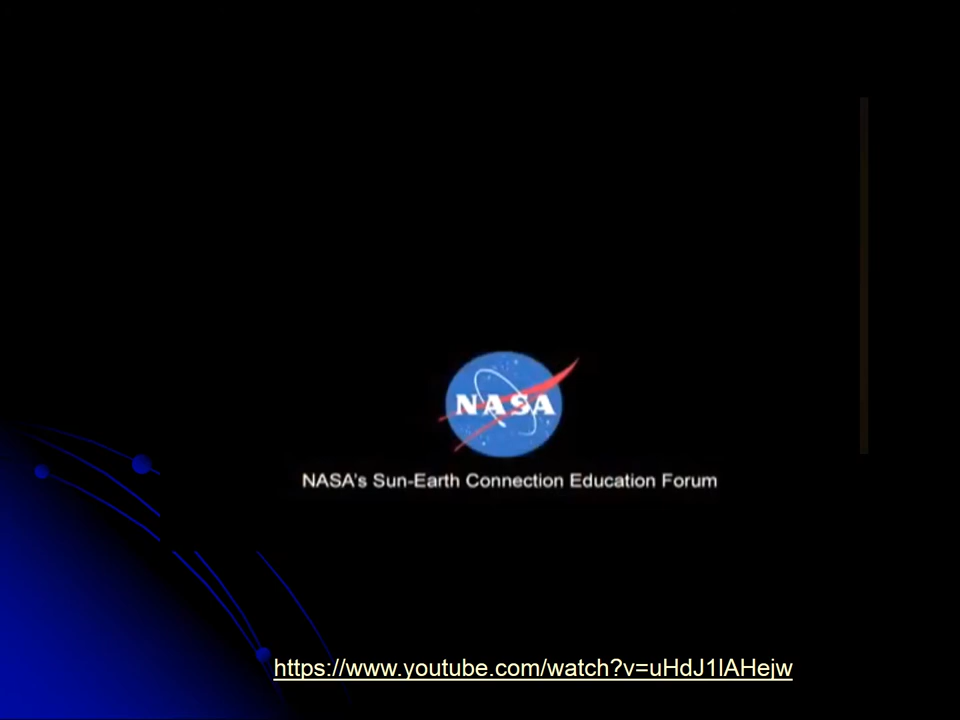 NASA
NASA's Sun-Earth Connection Education Forum
https://www.youtube.com/watch?v=uHdJ1lAHejw